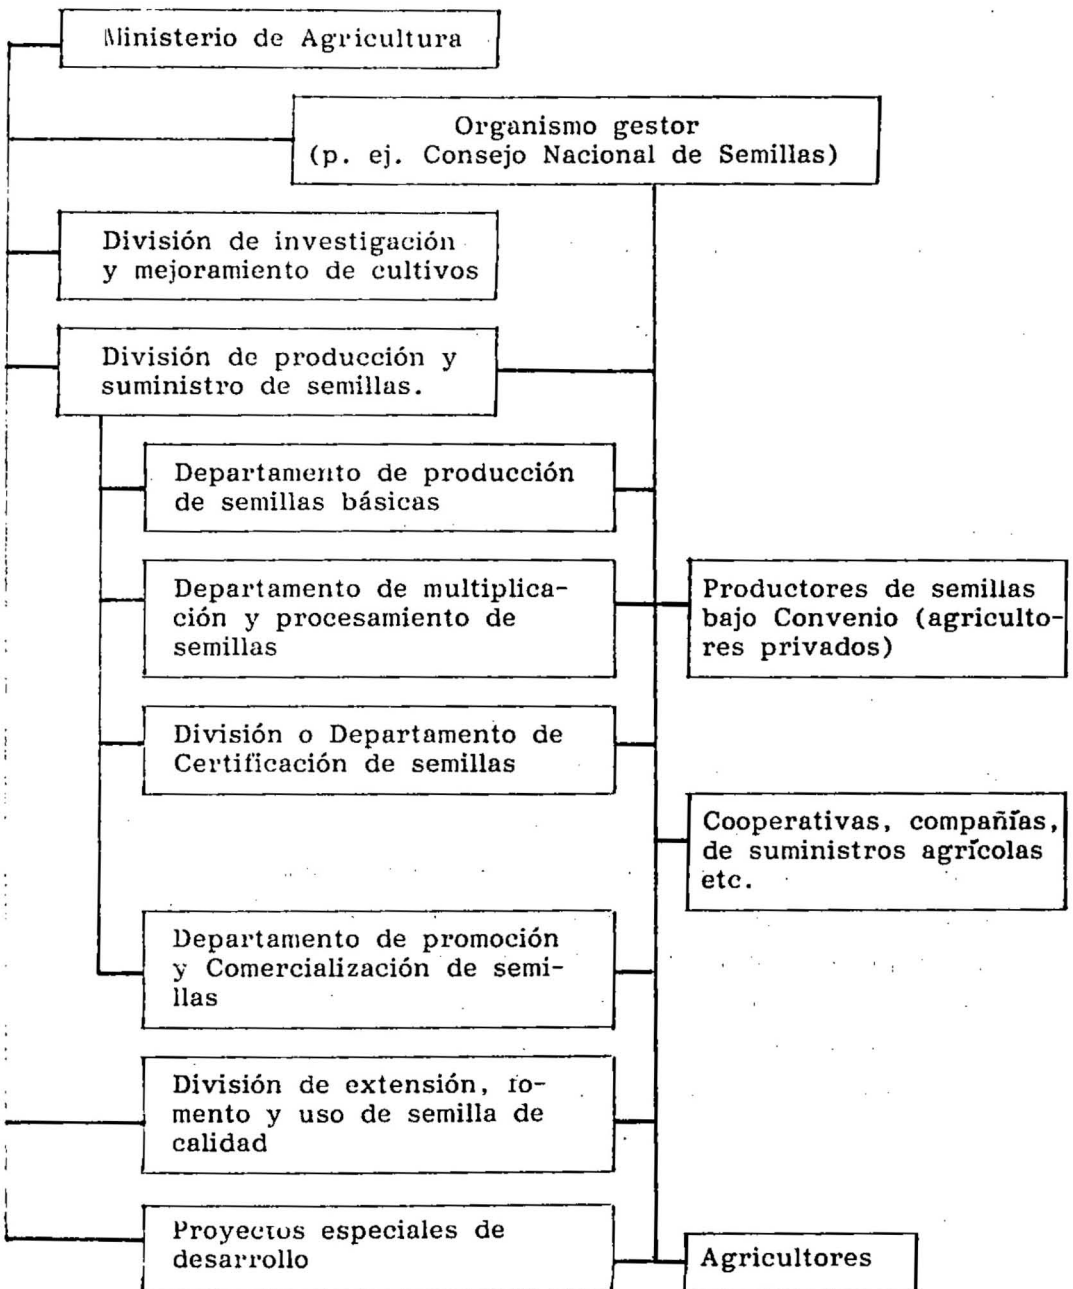 Ministerio de Agricultura
Organismo gestor
(p. ej. Consejo Nacional de Semillas)
División de investigación
y mejoramiento de cultivos
División de producción y
suministro de semillas.
Departamento de producción
de semillas básicas
Departamento de multiplica-
ción y procesamiento de
semillas
Productores de semillas
bajo Convenio (agriculto-
res privados)
División o Departamento de
Certificación de semillas
Cooperativas, compañías,
de suministros agrícolas
etc.
Departamento de promoción
y Comercialización de semi-
llas
División de extensión, fo-
mento y uso de semilla de
calidad
Proyectos especiales de
desarrollo
Agricultores